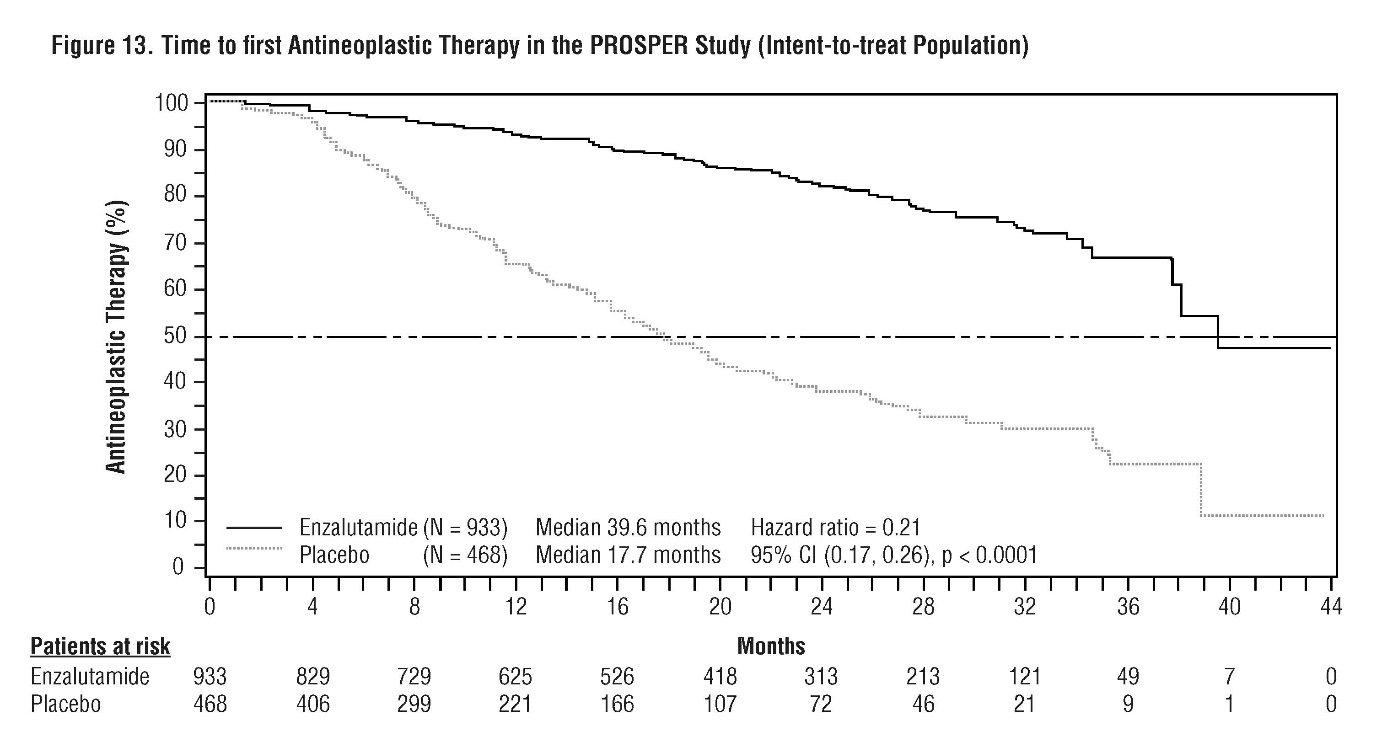 Figure 13. Time to first Antineoplastic Therapy in the PROSPER Study (Intent-to-treat Population)
Antineoplastic Therapy (%)
100
90
80
70
60
50
40
30
20
10
0
Enzalutamide (N = 933) Median 39.6 months Hazard ratio = 0.21
Placebo (N = 468) Median 17.7 months 95% CI (0.17, 0.26), p < 0.0001
0 4 8 12 16 20 24 28 32 36 40 44
Patients at risk Months
Enzalutamide 933 829 729 625 526 418 313 213 121 49 7 0
Placebo 468 406 299 221 166 107 72 46 21 9 1 0